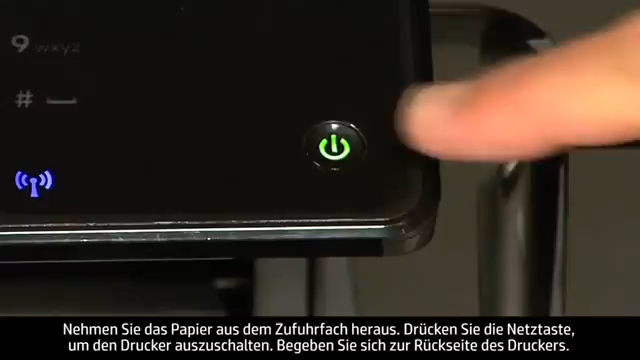 9 wxyz
#
Nehmen Sie das Papier aus dem Zufuhrfach heraus. Drücken Sie die Netztaste,
um den Drucker auszuschalten. Begeben Sie sich zur Rückseite des Druckers.